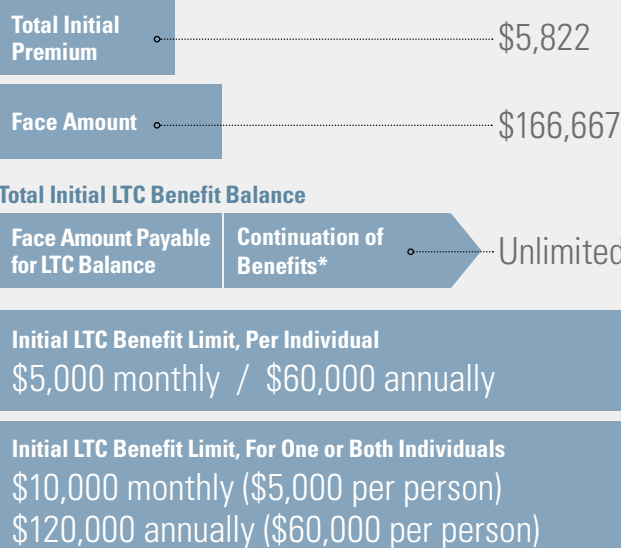 Total Initial
Premium
$5,822
Face Amount
$166,667
Total Initial LTC Benefit Balance
Face Amount Payable
for LTC Balance
Continuation of
Benefits*
Unlimited
Initial LTC Benefit Limit, Per Individual
$5,000 monthly / $60,000 annually
Initial LTC Benefit Limit, For One or Both Individuals
$10,000 monthly ($5,000 per person)
$120,000 annually ($60,000 per person)